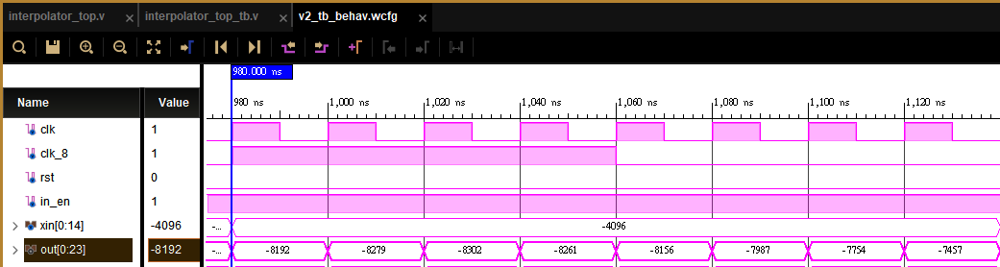 interpolator_top.v × interpolator_top_tb.v × v2_tb_behav.wcfg ×
980.000 ns
Name Value 980 ns 1,000 ns 1,020 ns 1,040 ns 1,060 ns 1,080 ns 1,100 ns 1,120 ns
clk 1
clk_8 1
rst 0
in_en 1
xin[0:14] -4096 -... -4096
out[0:23] -8192 -... -8192 -8279 -8302 -8261 -8156 -7987 -7754 -7457